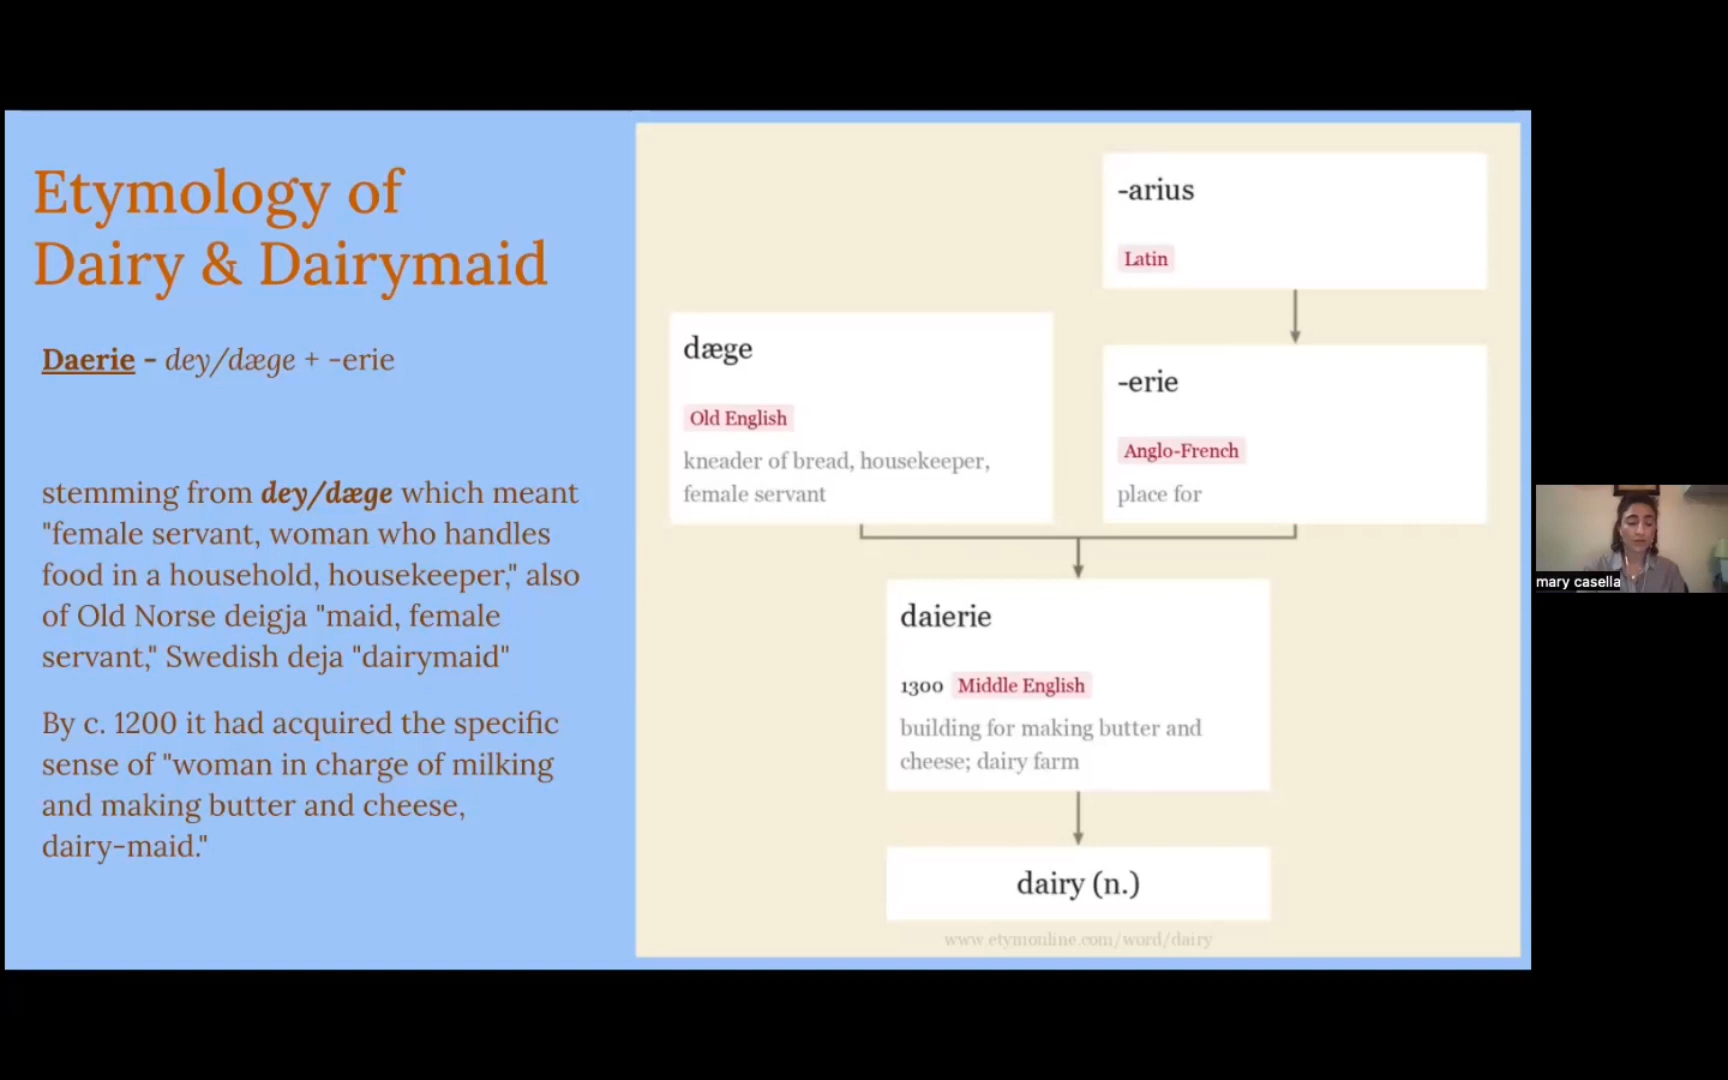 Etymology of
Dairy & Dairymaid
Daerie - dey/dæge + -erie
stemming from dey/dæge which meant
"female servant, woman who handles
food in a household, housekeeper," also
of Old Norse deigja "maid, female
servant," Swedish deja "dairymaid"
By c. 1200 it had acquired the specific
sense of "woman in charge of milking
and making butter and cheese,
dairy-maid."
-arius
Latin
dæge
Old English
kneader of bread, housekeeper,
female servant
-erie
Anglo-French
place for
daierie
1300 Middle English
building for making butter and
cheese; dairy farm
dairy (n.)
www.etymonline.com/word/dairy
mary casella